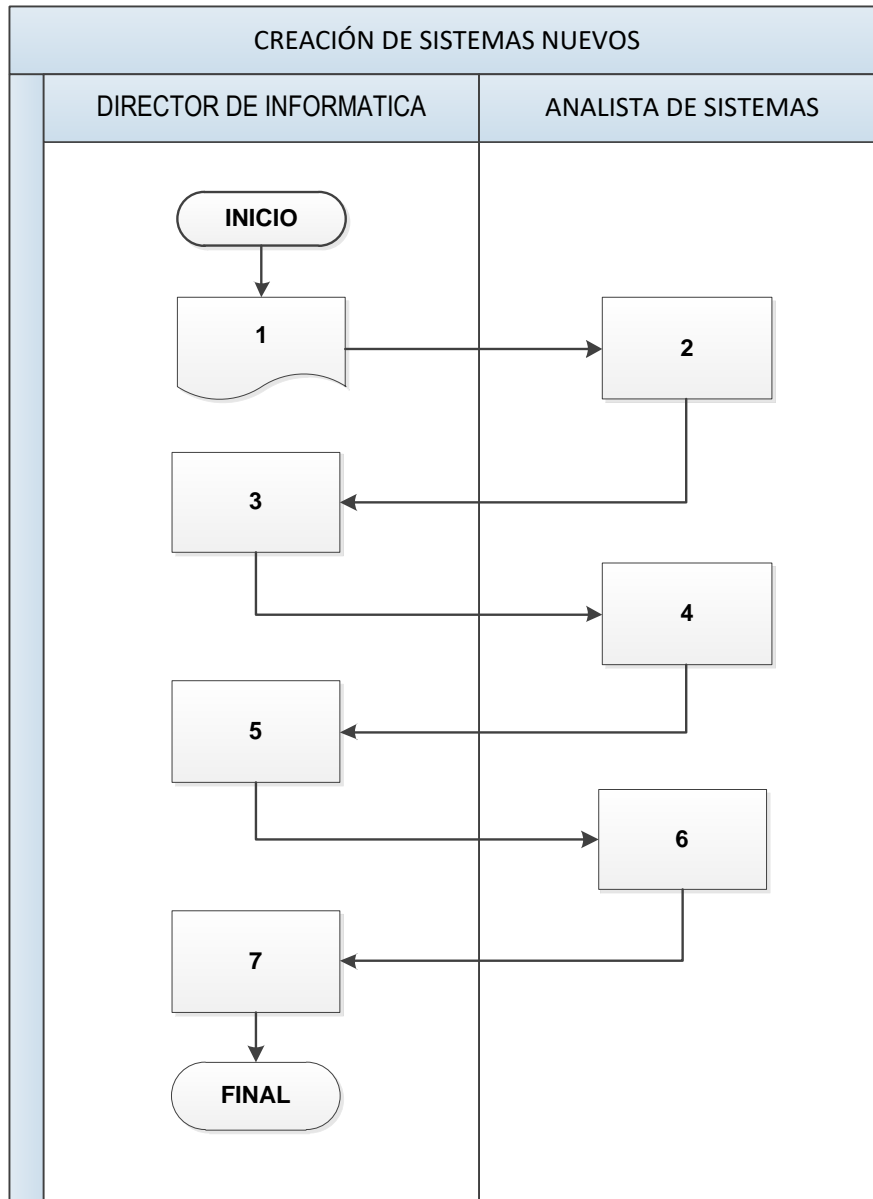 CREACIÓN DE SISTEMAS NUEVOS
DIRECTOR DE INFORMATICA
ANALISTA DE SISTEMAS
INICIO
1
2
3
4
5
6
7
FINAL